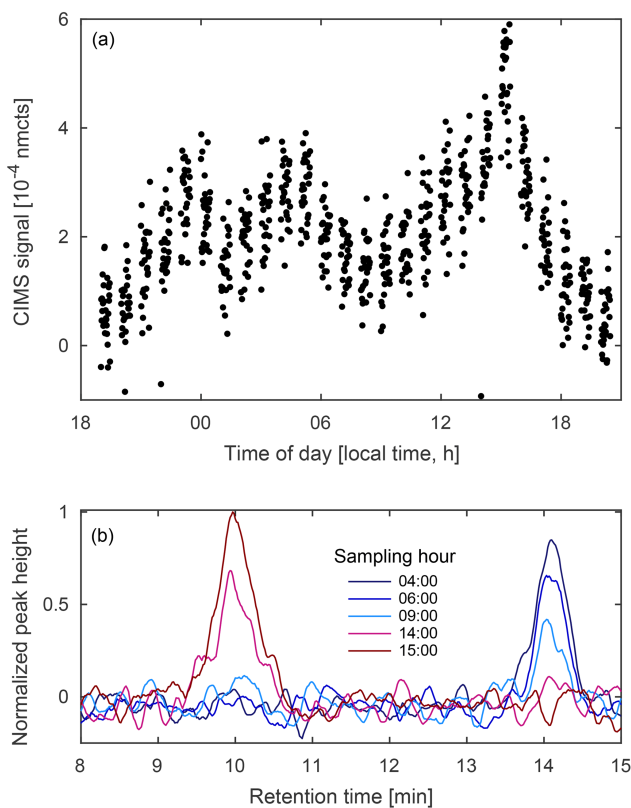 (a)
6
4
2
0
CIMS signal [10⁻⁴ nmcts]
18 00 06 12 18
Time of day [local time, h]
(b)
1
0.5
0
Normalized peak height
Sampling hour
04:00
06:00
09:00
14:00
15:00
8 9 10 11 12 13 14 15
Retention time [min]